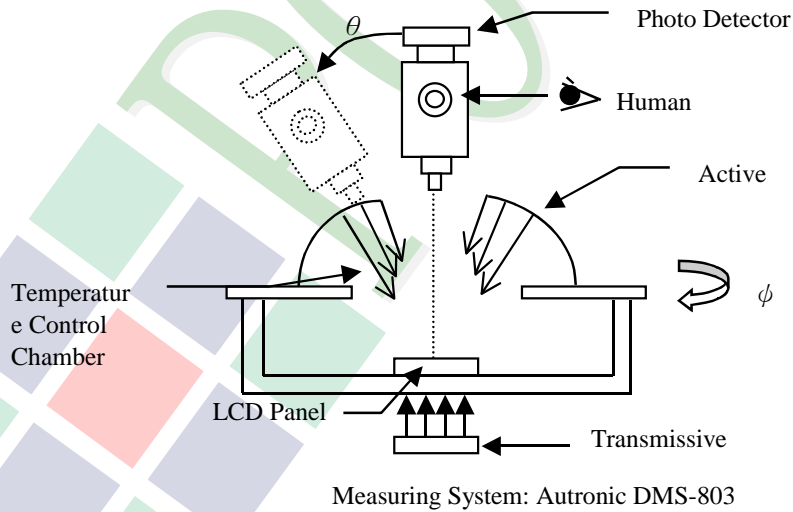 θ
Photo Detector
Human
Active
Temperatur
e Control
Chamber
ϕ
LCD Panel
Transmissive
Measuring System: Autronic DMS-803